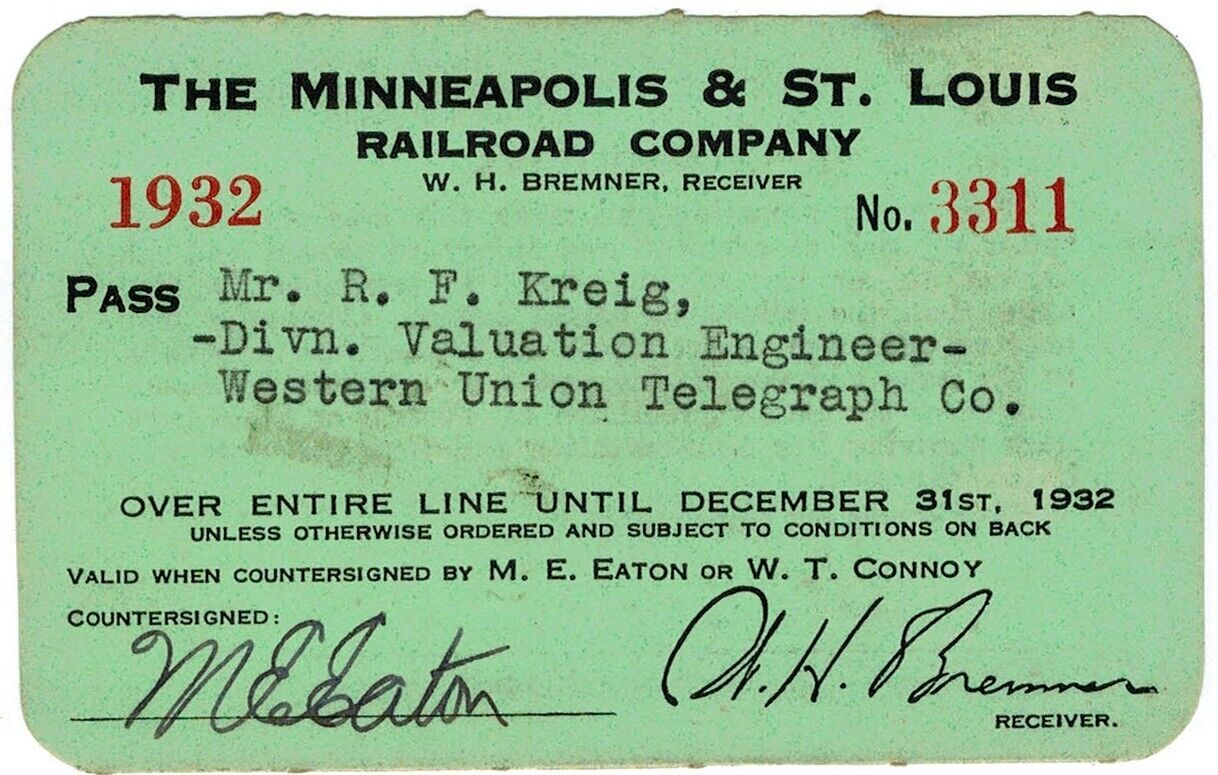 THE MINNEAPOLIS & ST. LOUIS
RAILROAD COMPANY
W. H. BREMNER, RECEIVER
1932
No. 3311
PASS Mr. R. F. Kreig,
-Divn. Valuation Engineer-
Western Union Telegraph Co.
OVER ENTIRE LINE UNTIL DECEMBER 31ST, 1932
UNLESS OTHERWISE ORDERED AND SUBJECT TO CONDITIONS ON BACK
VALID WHEN COUNTERSIGNED BY M. E. EATON OR W. T. CONNOY
COUNTERSIGNED:
M E Eaton
W. H. Bremner
RECEIVER.